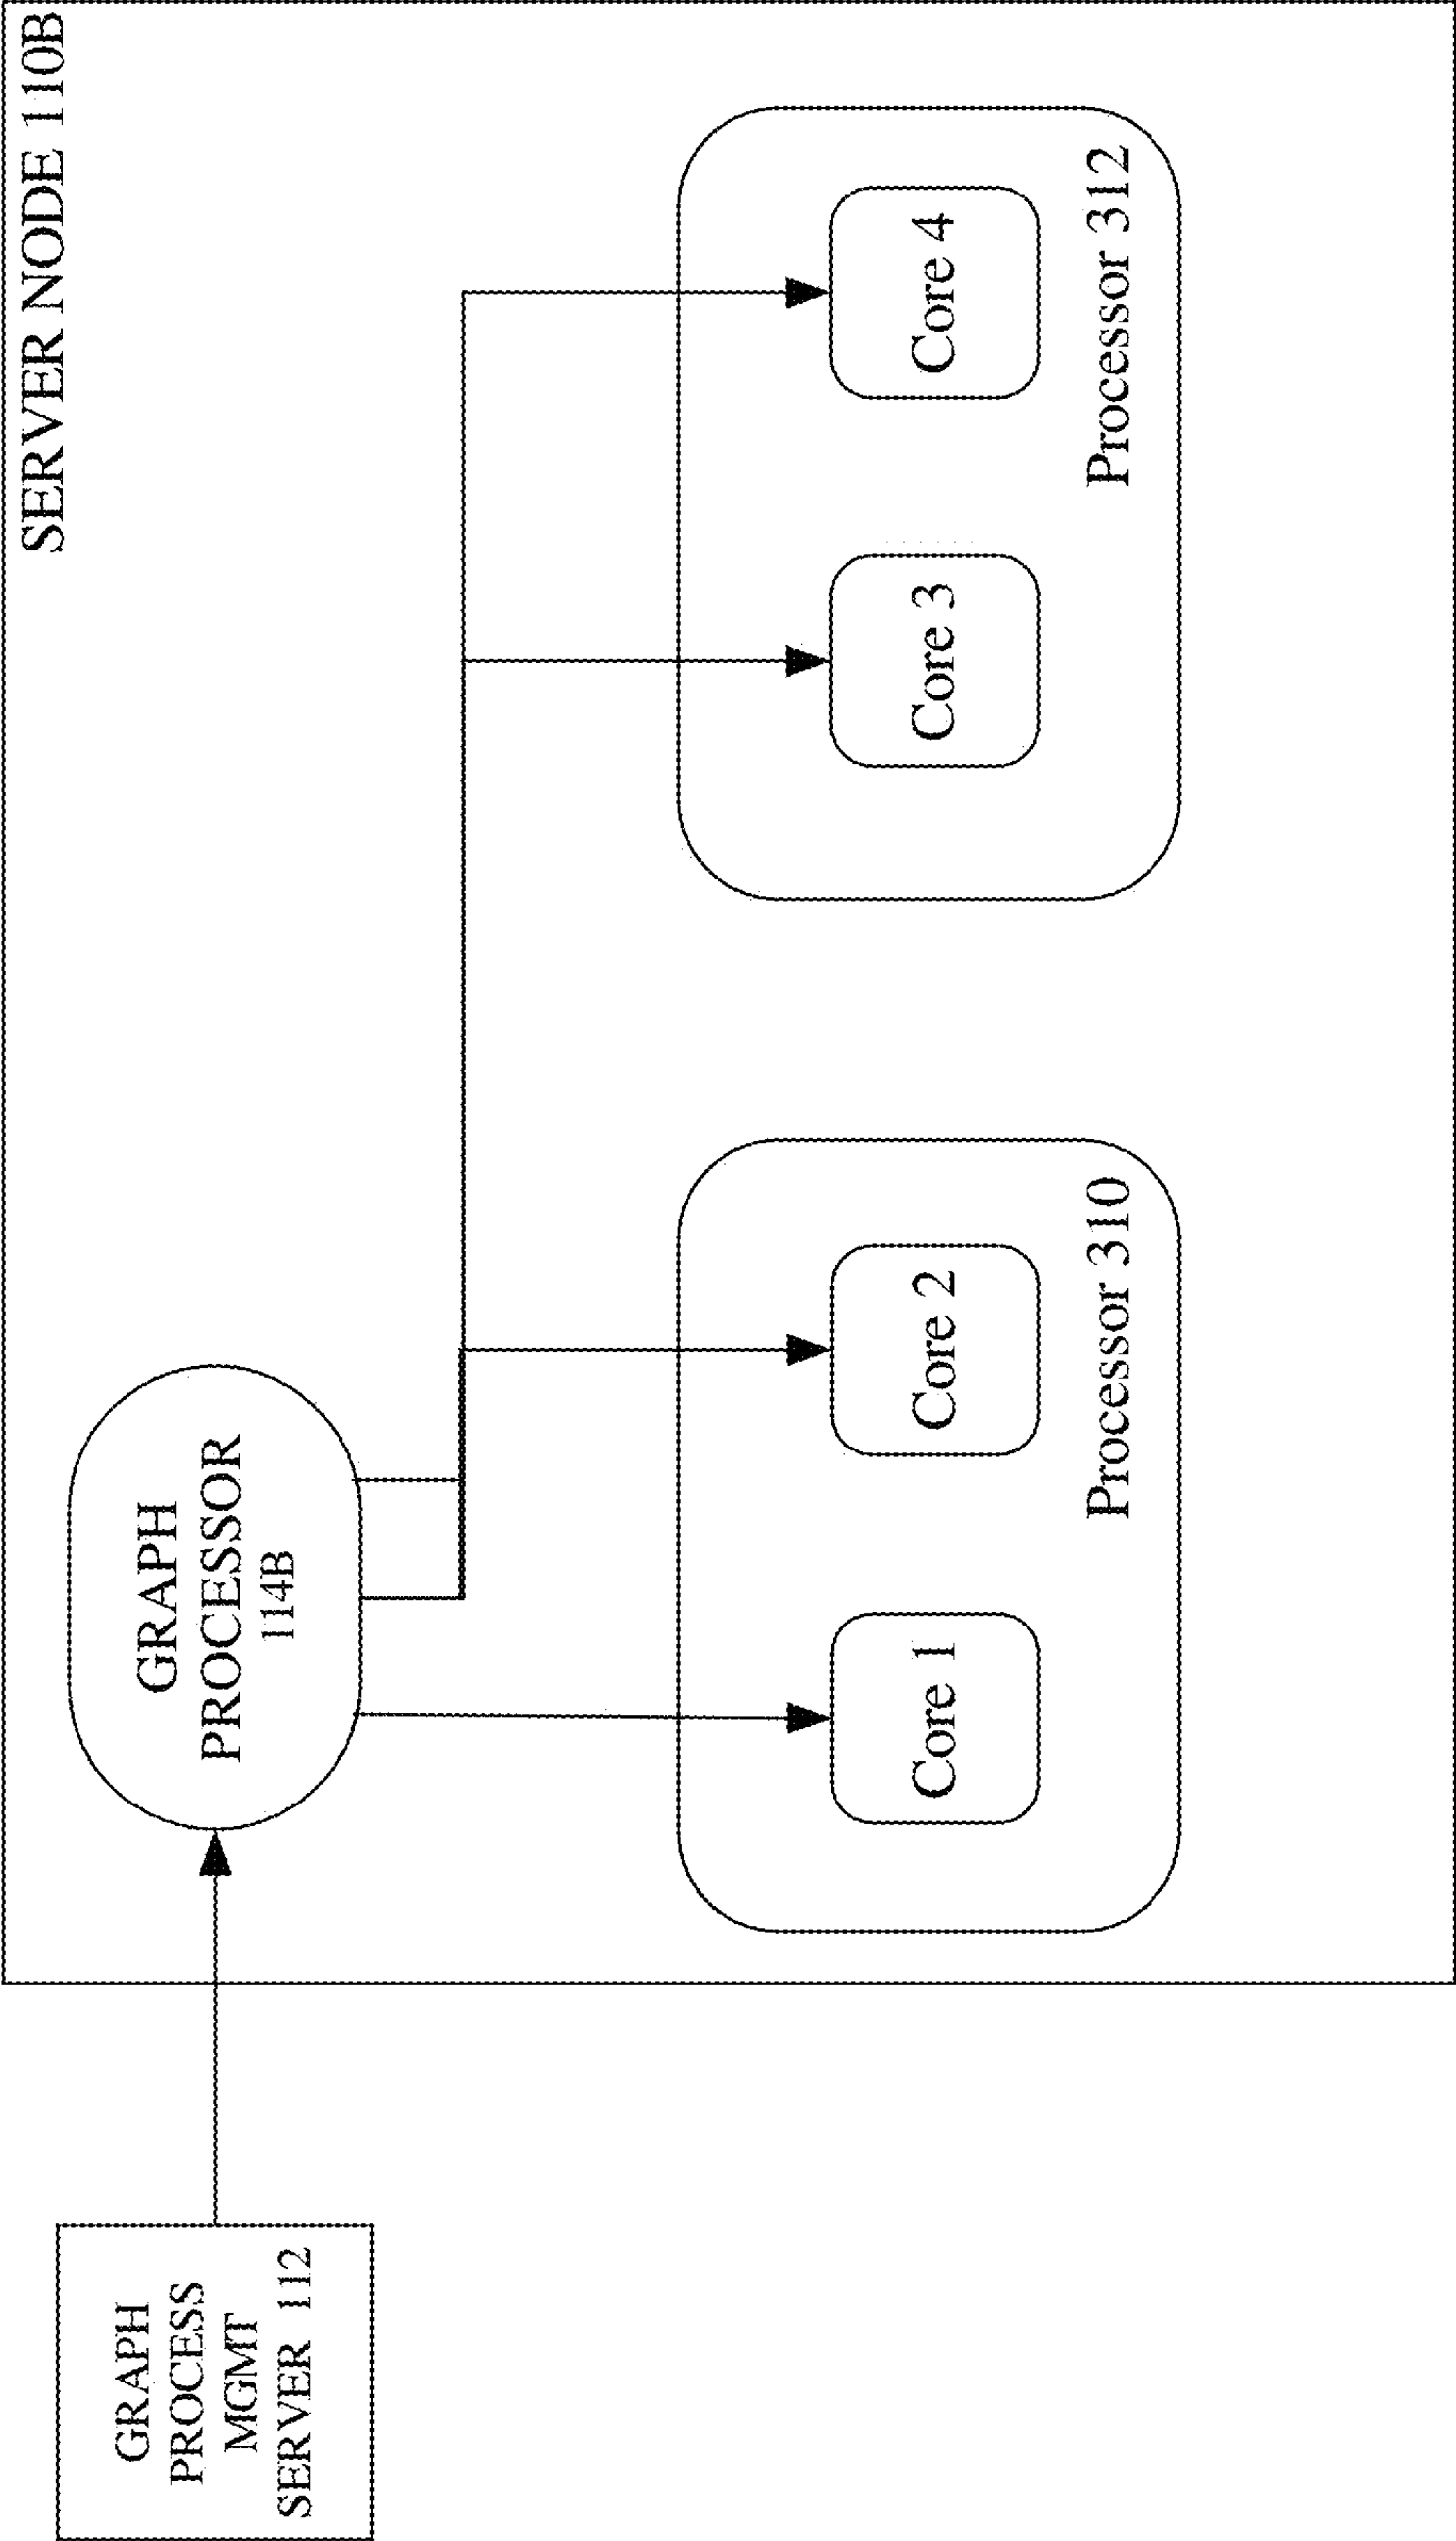 SERVER NODE 110B
GRAPH
PROCESS
MGMT
SERVER 112
GRAPH
PROCESSOR
114B
Core 1
Core 2
Processor 310
Core 3
Core 4
Processor 312